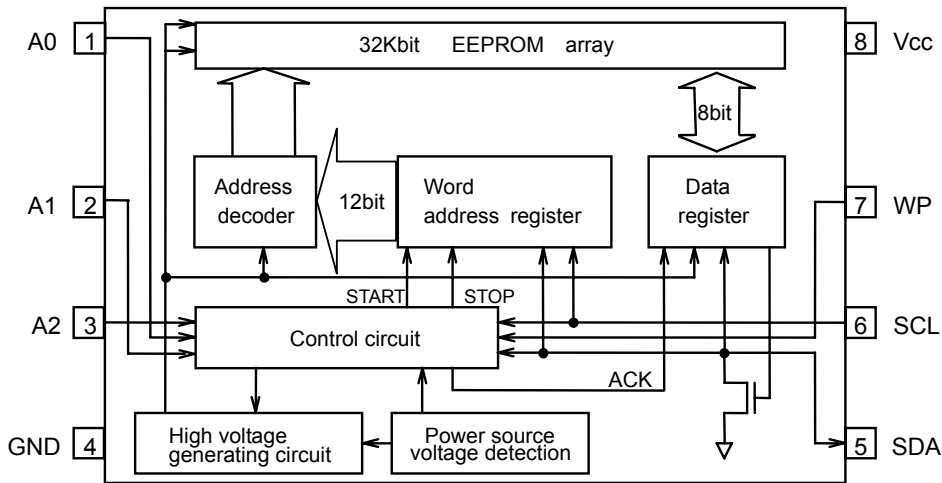 A0 1
32Kbit EEPROM array
8 Vcc
8bit
A1 2
Address
decoder
12bit
Word
address register
Data
register
7 WP
START
STOP
A2 3
Control circuit
6 SCL
ACK
GND 4
High voltage
generating circuit
Power source
voltage detection
5 SDA